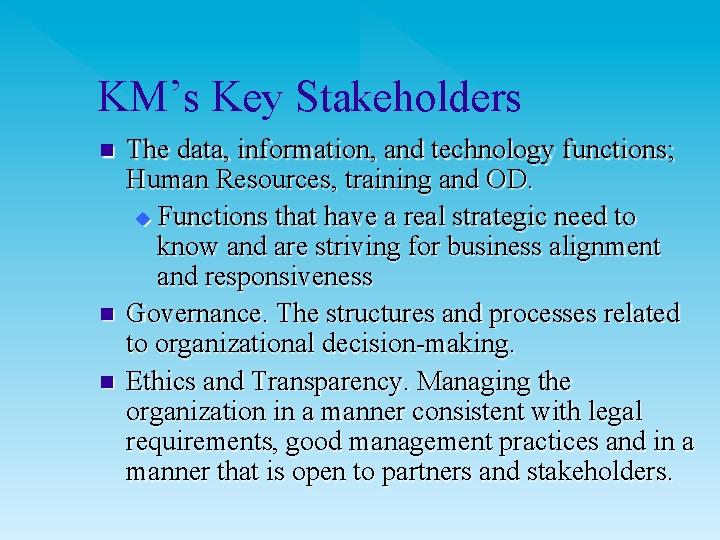 KM’s Key Stakeholders
The data, information, and technology functions;
Human Resources, training and OD.
Functions that have a real strategic need to
know and are striving for business alignment
and responsiveness
Governance. The structures and processes related
to organizational decision-making.
Ethics and Transparency. Managing the
organization in a manner consistent with legal
requirements, good management practices and in a
manner that is open to partners and stakeholders.